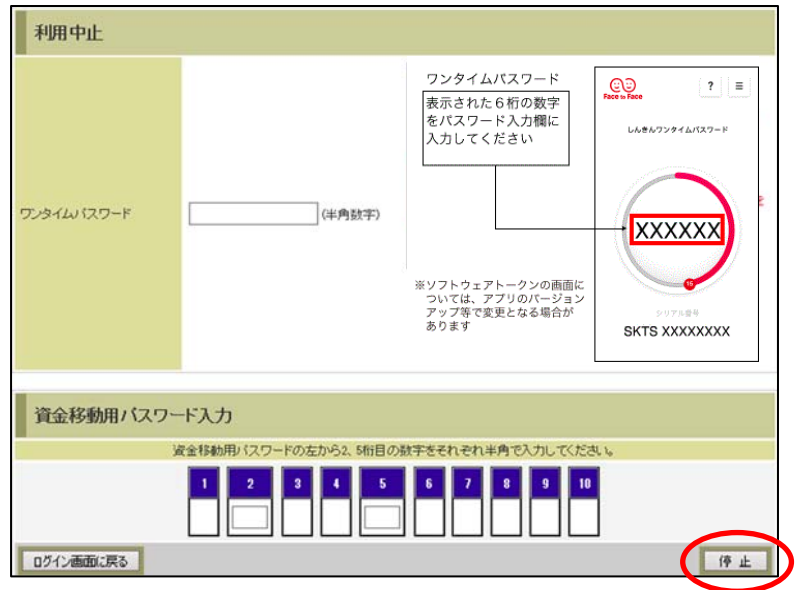 利用中止
ワンタイムパスワード
(半角数字)
ワンタイムパスワード
表示された6桁の数字
をパスワード入力欄に
入力してください
※ソフトウェアトークンの画面に
ついては、アプリのバージョン
アップ等で変更となる場合が
あります
Face to Face
?
≡
しんきんワンタイムパスワード
XXXXXX
を
15
シリアル番号
SKTS XXXXXXXX
資金移動用パスワード入力
資金移動用パスワードの左から2、5桁目の数字をそれぞれ半角で入力してください。
1 2 3 4 5 6 7 8 9 10
ログイン画面に戻る
停 止